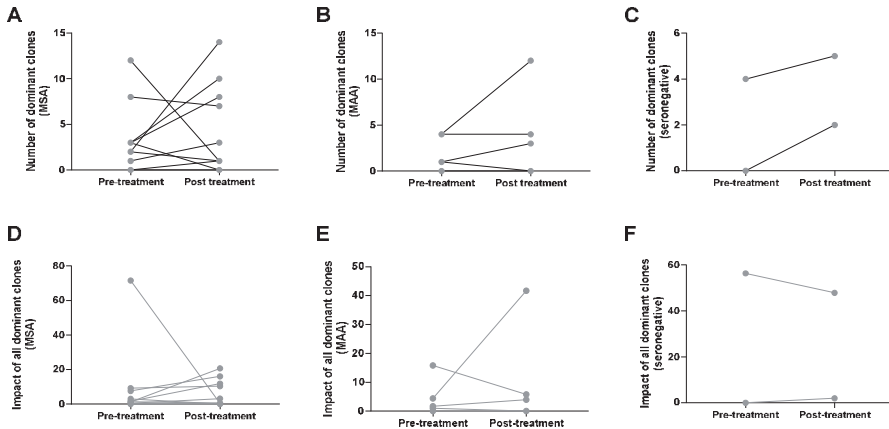 A
B
C
Number of dominant clones
(MSA)
15
10
5
0
Pre-treatment
Post treatment
Number of dominant clones
(MAA)
15
10
5
0
Pre-treatment
Post treatment
Number of dominant clones
(seronegative)
6
4
2
0
Pre-treatment
Post treatment
D
E
F
Impact of all dominant clones
(MSA)
80
60
40
20
0
Pre-treatment
Post-treatment
Impact of all dominant clones
(MAA)
50
40
30
20
10
0
Pre-treatment
Post-treatment
Impact of all dominant clones
(seronegative)
60
40
20
0
Pre-treatment
Post-treatment